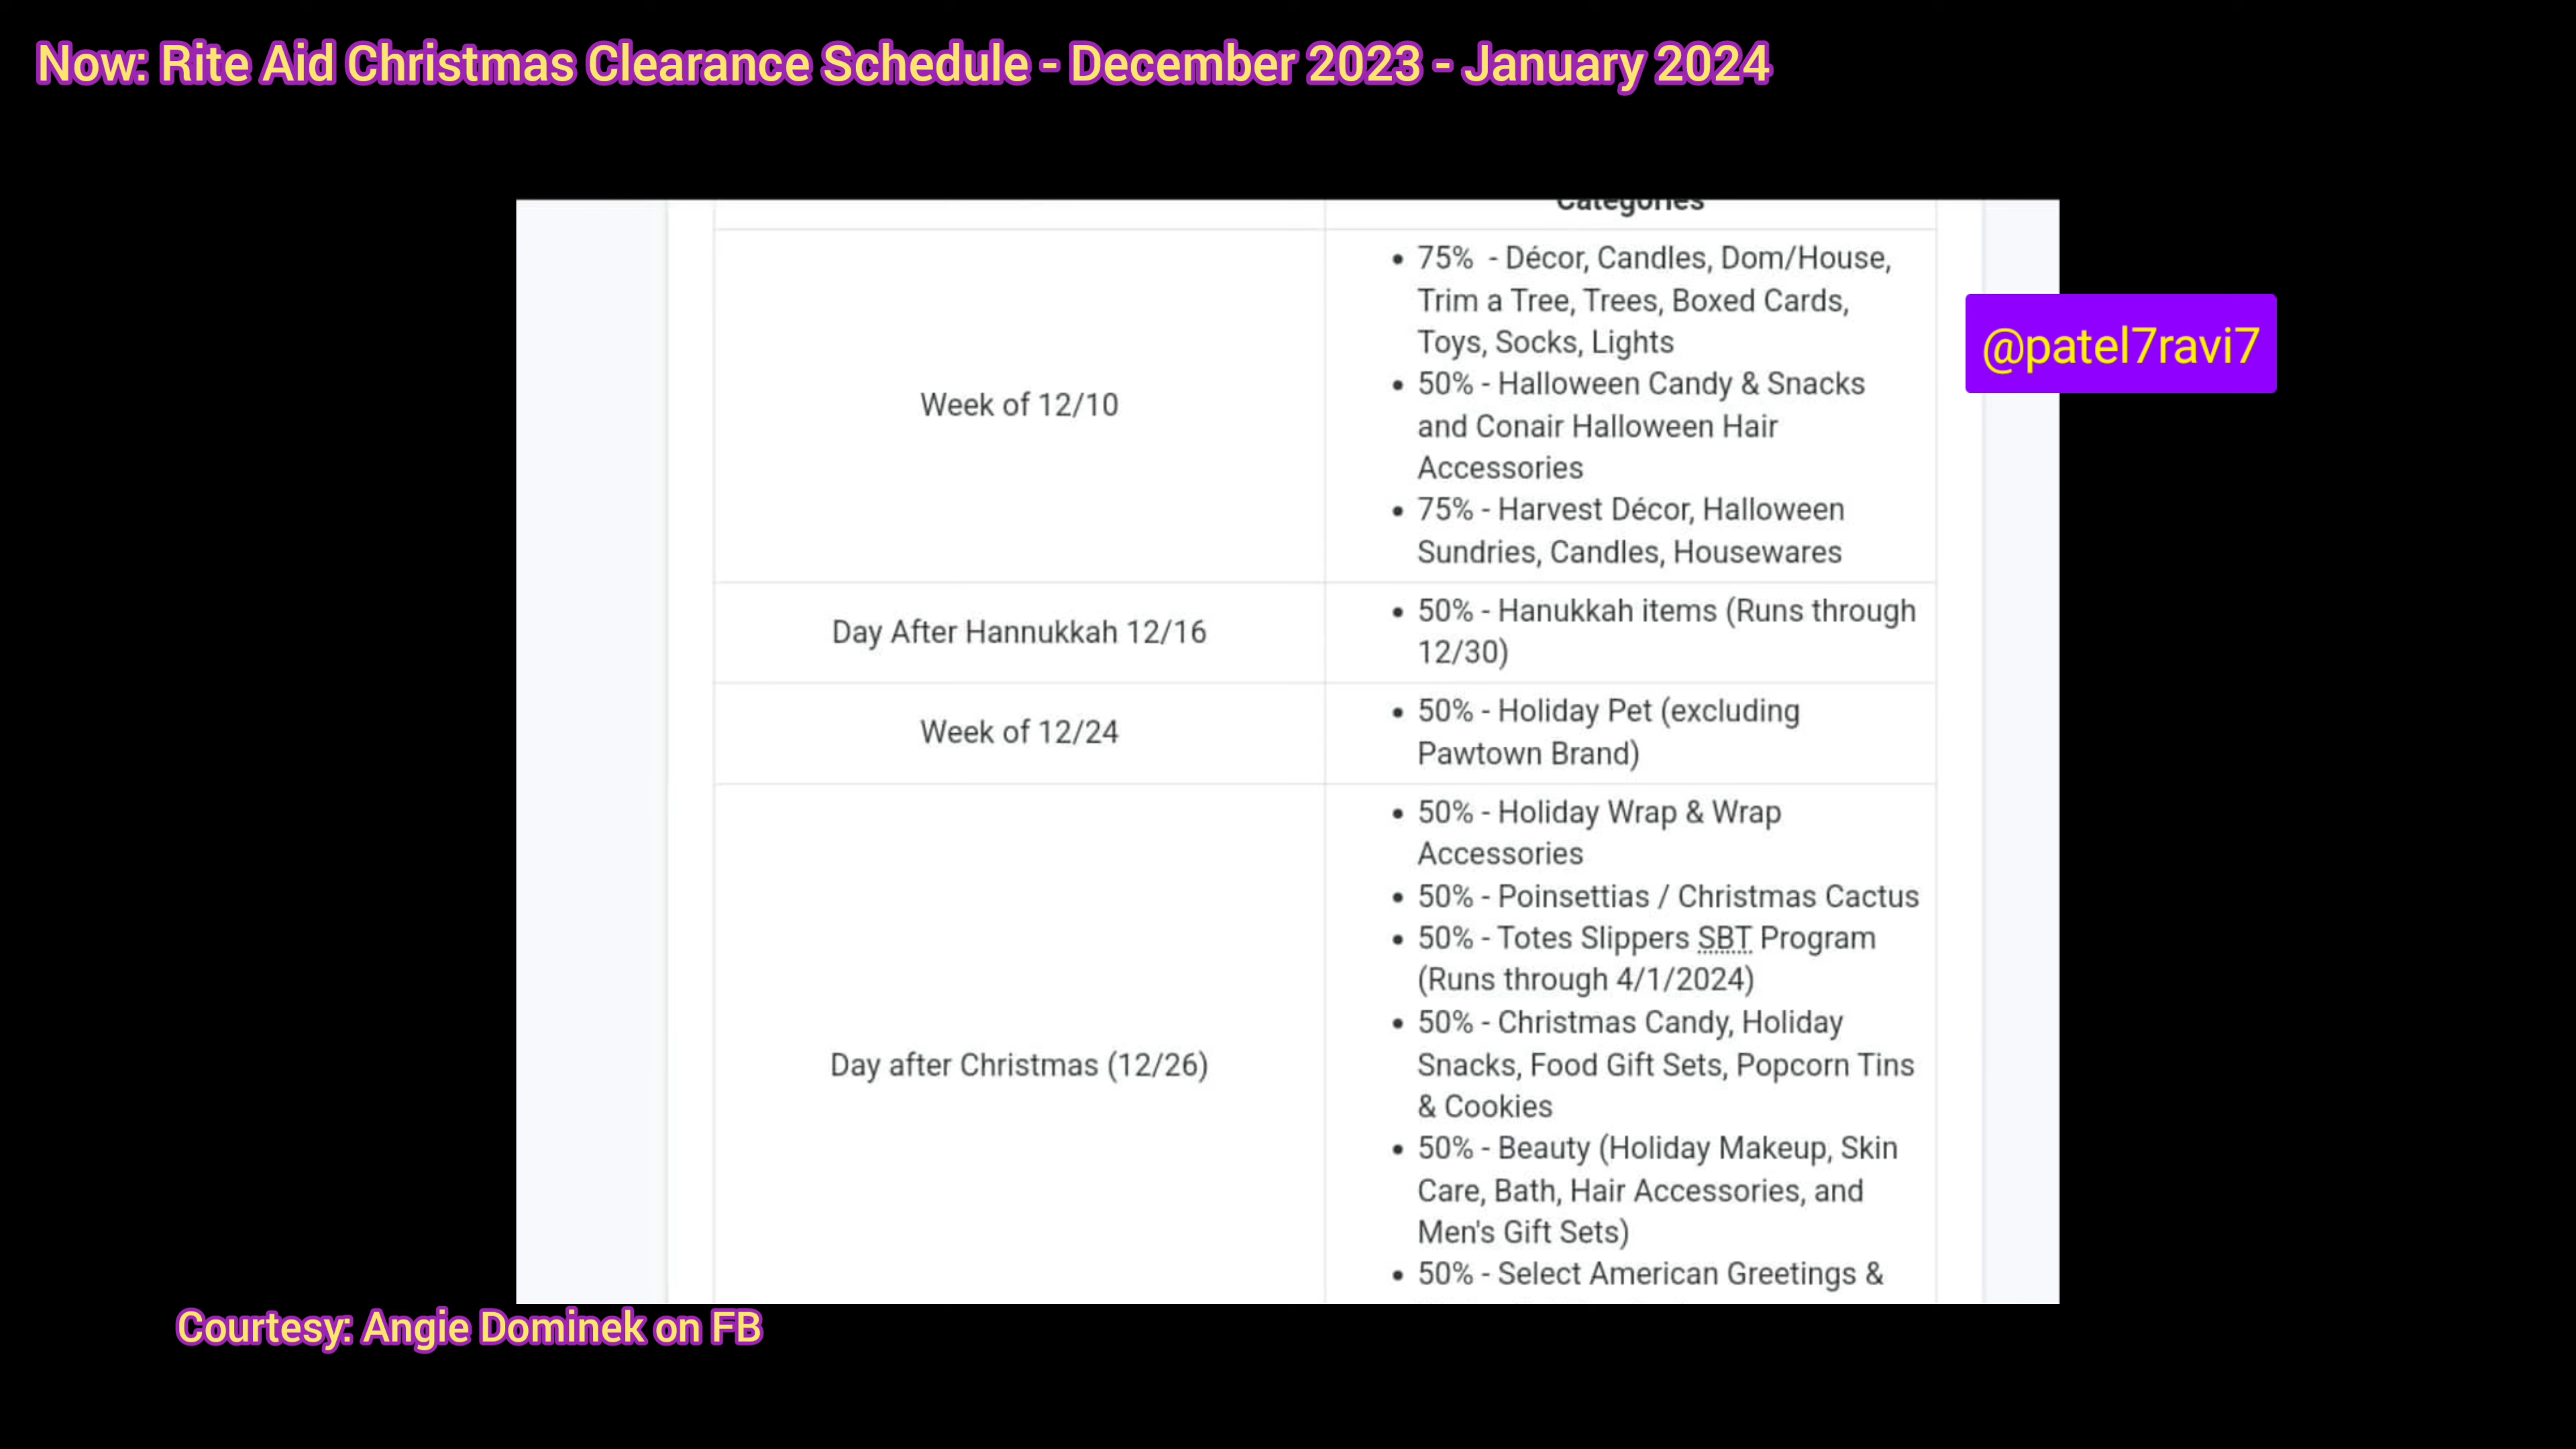 Now: Rite Aid Christmas Clearance Schedule - December 2023 - January 2024
Categories
Week of 12/10
• 75%  - Décor, Candles, Dom/House,
Trim a Tree, Trees, Boxed Cards,
Toys, Socks, Lights
• 50% - Halloween Candy & Snacks
and Conair Halloween Hair
Accessories
• 75% - Harvest Décor, Halloween
Sundries, Candles, Housewares
@patel7ravi7
Day After Hannukkah 12/16
• 50% - Hanukkah items (Runs through
12/30)
Week of 12/24
• 50% - Holiday Pet (excluding
Pawtown Brand)
Day after Christmas (12/26)
• 50% - Holiday Wrap & Wrap
Accessories
• 50% - Poinsettias / Christmas Cactus
• 50% - Totes Slippers SBT Program
(Runs through 4/1/2024)
• 50% - Christmas Candy, Holiday
Snacks, Food Gift Sets, Popcorn Tins
& Cookies
• 50% - Beauty (Holiday Makeup, Skin
Care, Bath, Hair Accessories, and
Men's Gift Sets)
• 50% - Select American Greetings &
Courtesy: Angie Dominek on FB